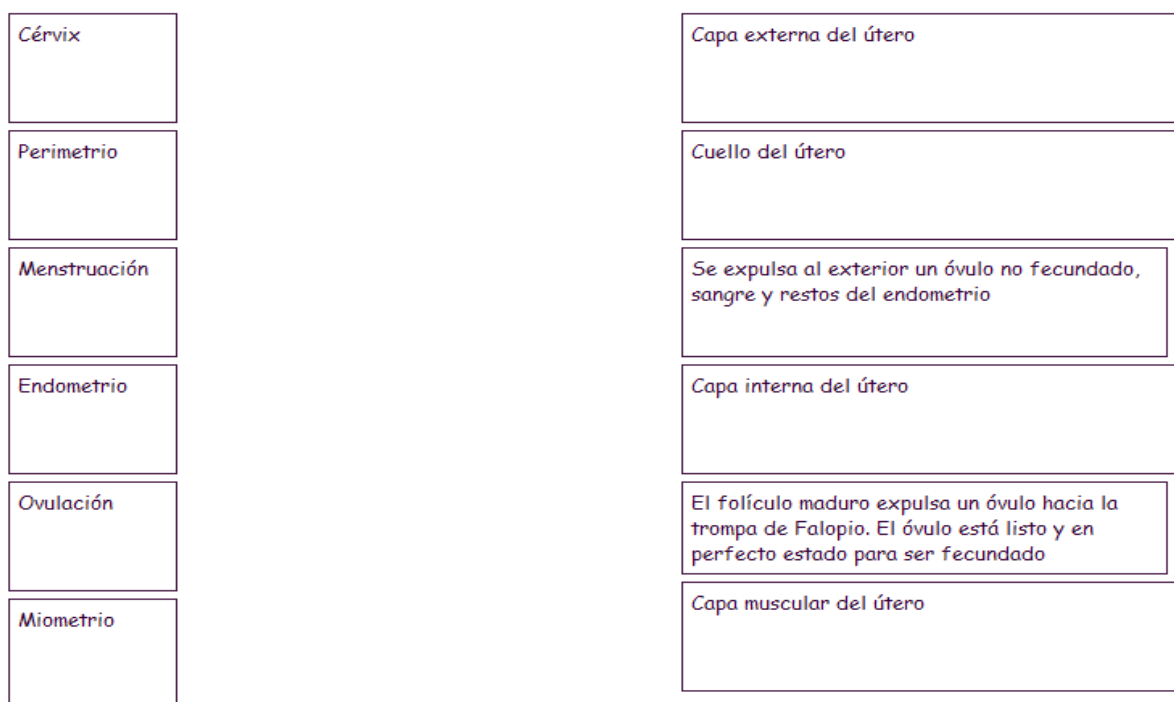 Cérvix
Capa externa del útero
Perimetrio
Cuello del útero
Menstruación
Se expulsa al exterior un óvulo no fecundado,
sangre y restos del endometrio
Endometrio
Capa interna del útero
Ovulación
El folículo maduro expulsa un óvulo hacia la
trompa de Falopio. El óvulo está listo y en
perfecto estado para ser fecundado
Miometrio
Capa muscular del útero